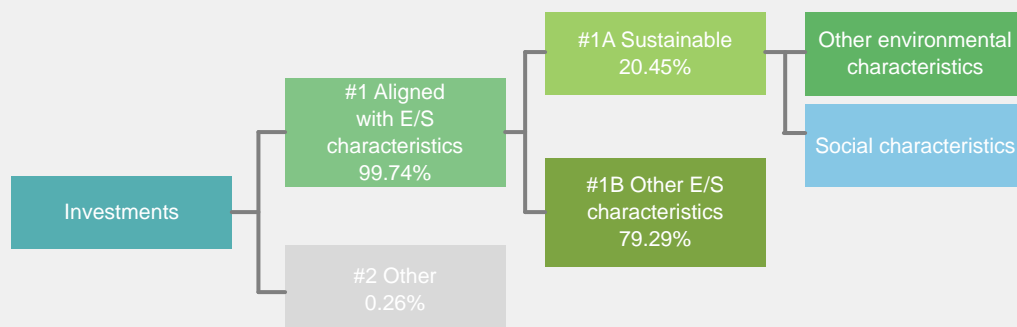 Investments
#1 Aligned
with E/S
characteristics
99.74%
#2 Other
0.26%
#1A Sustainable
20.45%
#1B Other E/S
characteristics
79.29%
Other environmental
characteristics
Social characteristics